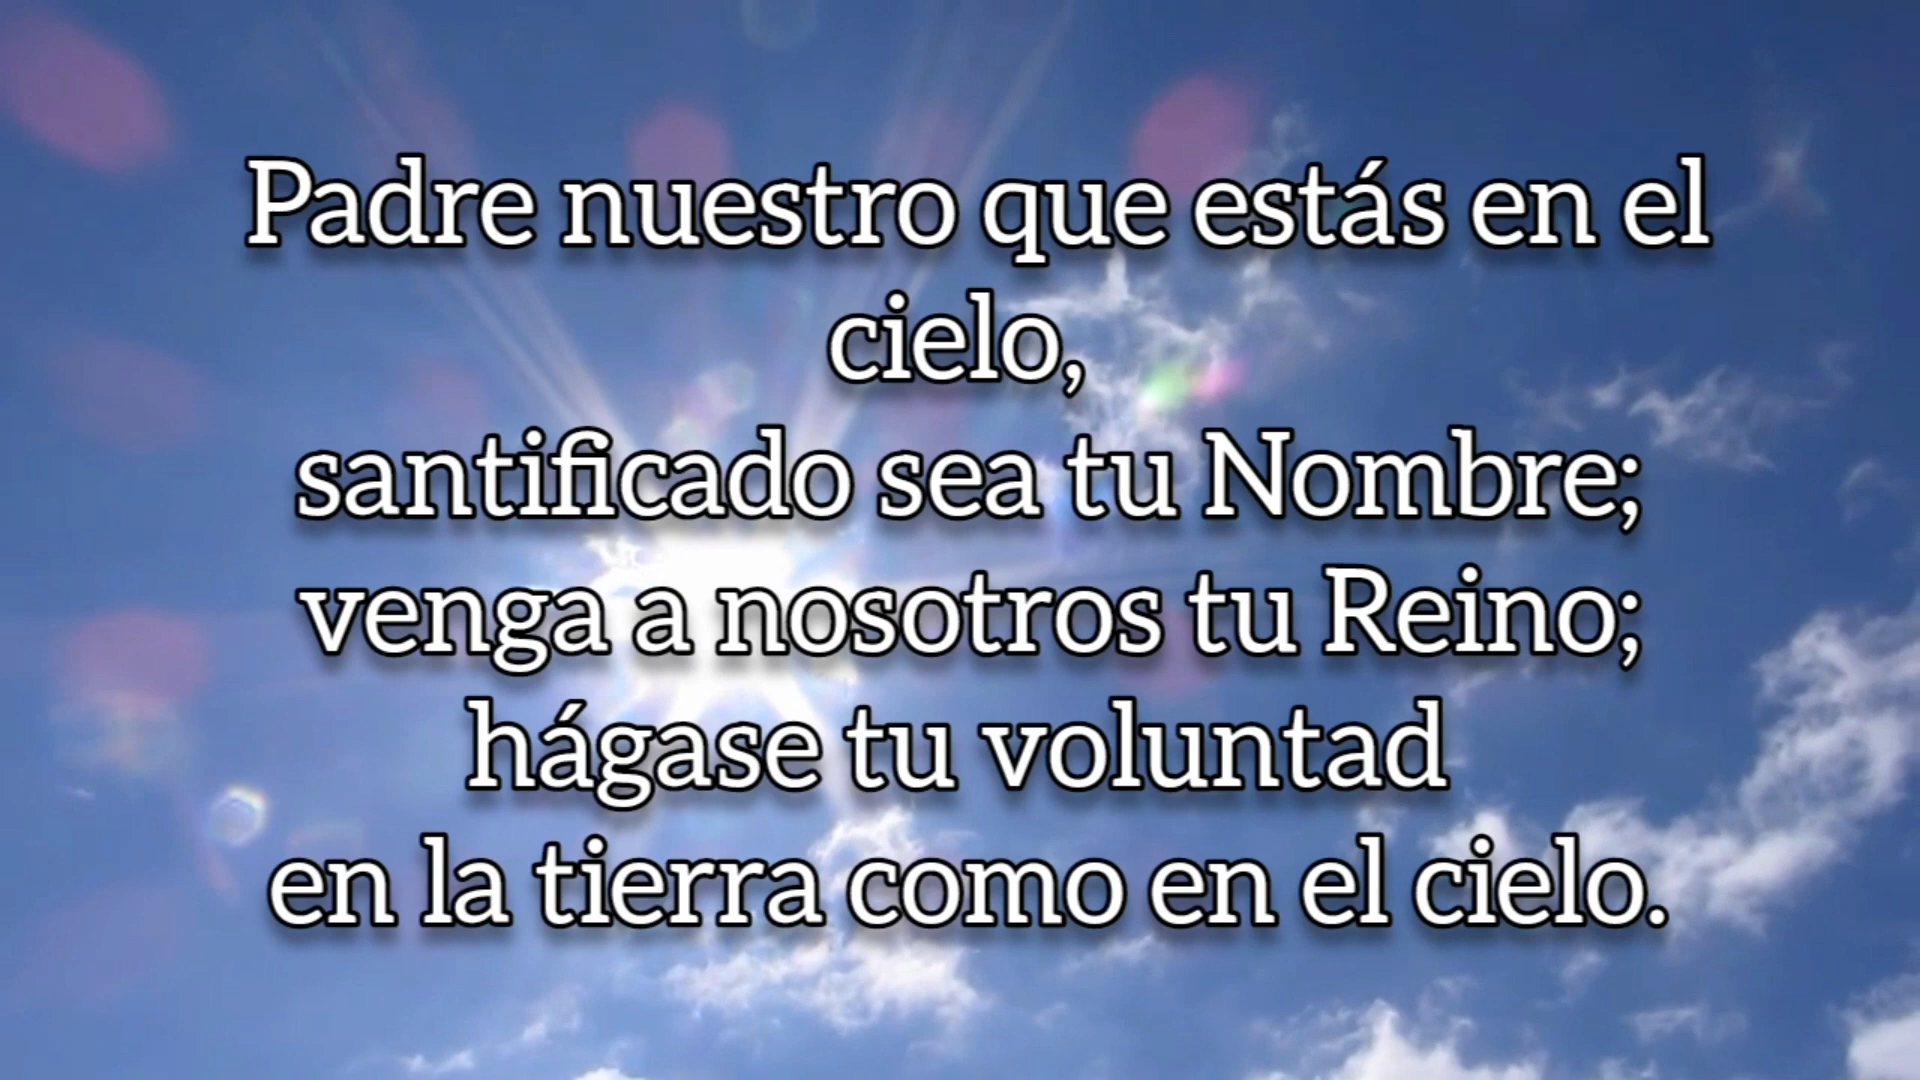 Padre nuestro que estás en el
cielo,
santificado sea tu Nombre;
venga a nosotros tu Reino;
hágase tu voluntad
en la tierra como en el cielo.